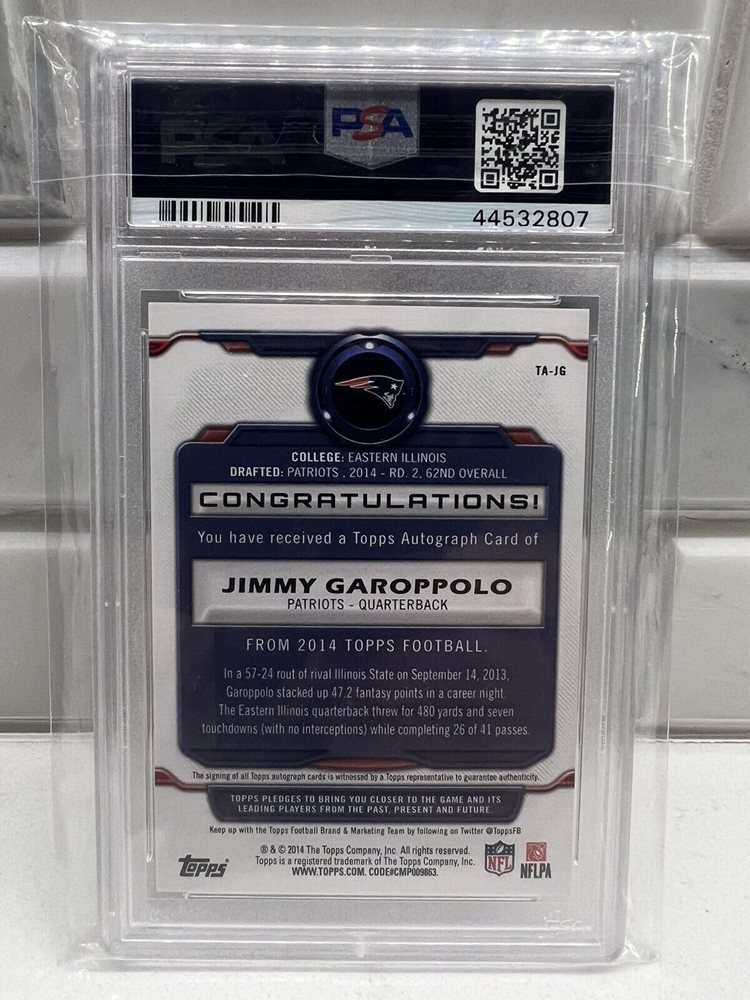 PSA
PSA
44532807
TA-JG
COLLEGE: EASTERN ILLINOIS
DRAFTED: PATRIOTS , 2014 - RD. 2, 62ND OVERALL
CONGRATULATIONS!
You have received a Topps Autograph Card of
JIMMY GAROPPOLO
PATRIOTS - QUARTERBACK
FROM 2014 TOPPS FOOTBALL.
In a 57-24 rout of rival Illinois State on September 14, 2013,
Garoppolo stacked up 47.2 fantasy points in a career night.
The Eastern Illinois quarterback threw for 480 yards and seven
touchdowns (with no interceptions) while completing 26 of 41 passes.
The signing of all Topps autograph cards is witnessed by a Topps representative to guarantee authenticity.
TOPPS PLEDGES TO BRING YOU CLOSER TO THE GAME AND ITS
LEADING PLAYERS FROM THE PAST, PRESENT AND FUTURE.
Keep up with the Topps Football Brand & Marketing Team by following on Twitter @ToppsFB
® & © 2014 The Topps Company, Inc. All rights reserved.
Topps is a registered trademark of The Topps Company, Inc.
WWW.TOPPS.COM. CODE#CMP009863.
topps
NFL
NFLPA